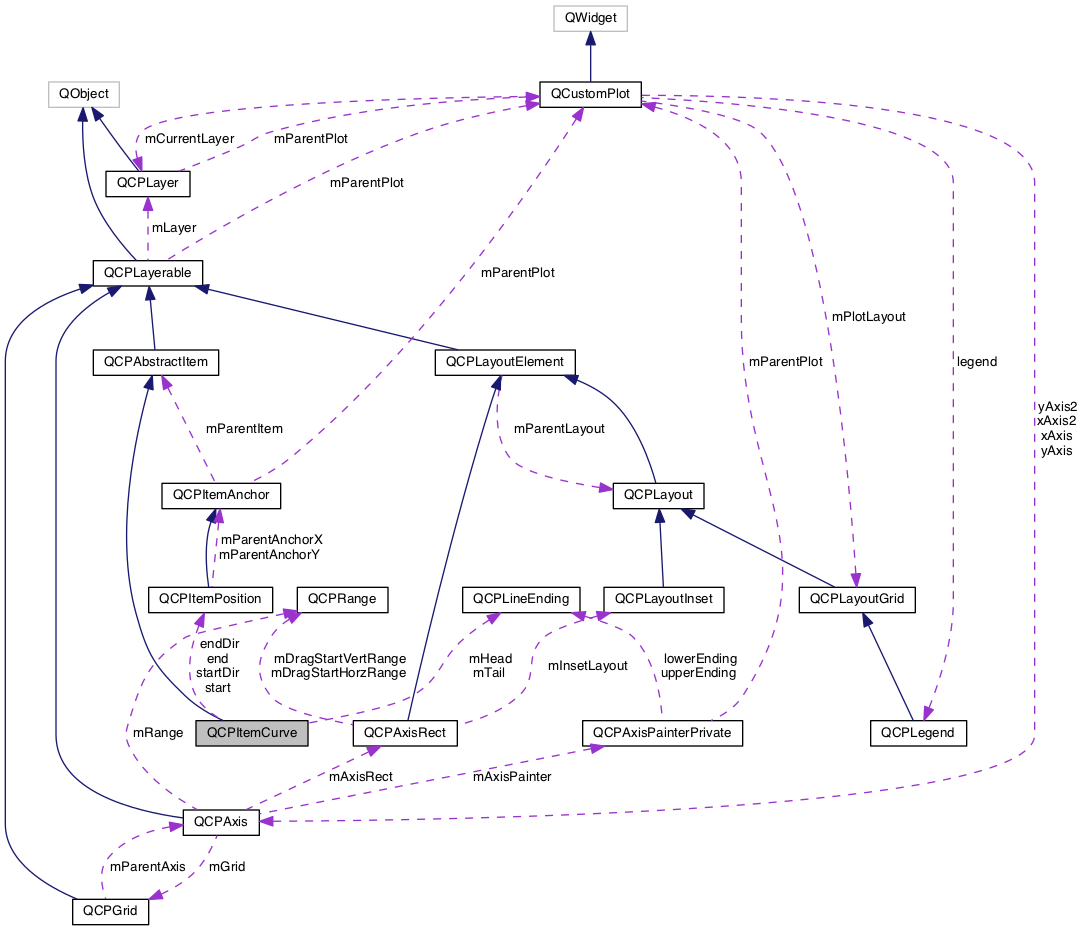 QWidget
QObject
QCustomPlot
mCurrentLayer
mParentPlot
QCPLayer
mParentPlot
mLayer
QCPLayerable
mParentPlot
mPlotLayout
QCPAbstractItem
QCPLayoutElement
mParentPlot
legend
yAxis2
xAxis2
xAxis
yAxis
mParentItem
mParentLayout
QCPItemAnchor
QCPLayout
mParentAnchorX
mParentAnchorY
QCPItemPosition
QCPRange
QCPLineEnding
QCPLayoutInset
QCPLayoutGrid
endDir
end
startDir
start
mDragStartVertRange
mDragStartHorzRange
mHead
mTail
mInsetLayout
lowerEnding
upperEnding
mRange
QCPItemCurve
QCPAxisRect
QCPAxisPainterPrivate
QCPLegend
mAxisRect
mAxisPainter
QCPAxis
mParentAxis
mGrid
QCPGrid